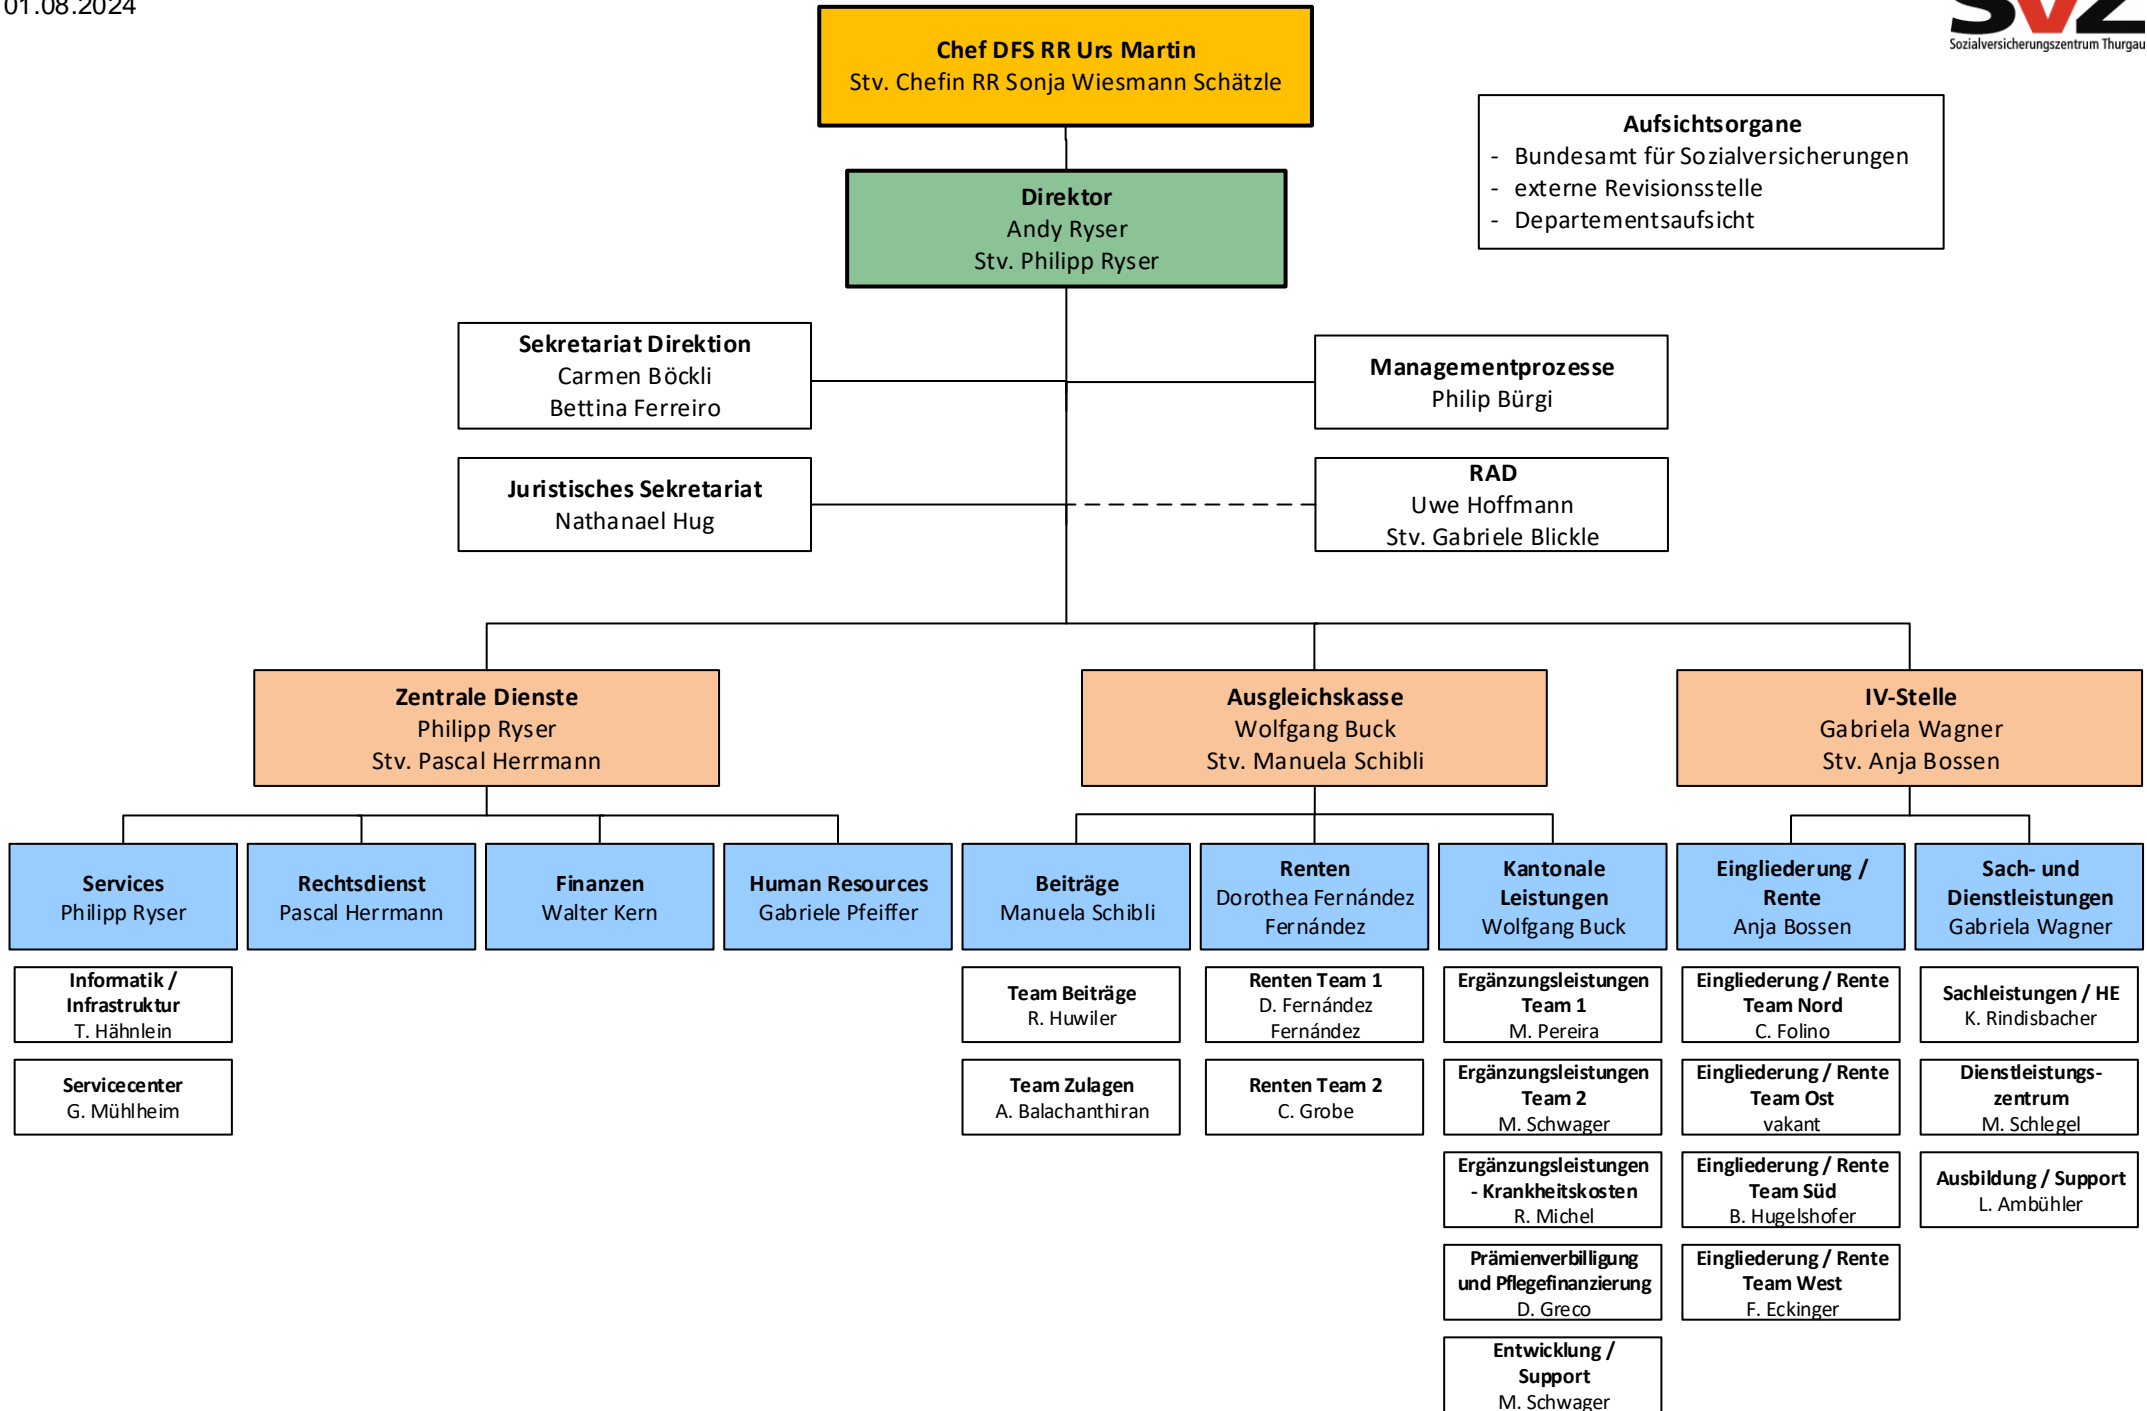 01.08.2024
SVZ
Sozialversicherungszentrum Thurgau
Chef DFS RR Urs Martin
Stv. Chefin RR Sonja Wiesmann Schätzle
Aufsichtsorgane
- Bundesamt für Sozialversicherungen
- externe Revisionsstelle
- Departementsaufsicht
Direktor
Andy Ryser
Stv. Philipp Ryser
Sekretariat Direktion
Carmen Böckli
Bettina Ferreiro
Managementprozesse
Philip Bürgi
Juristisches Sekretariat
Nathanael Hug
RAD
Uwe Hoffmann
Stv. Gabriele Blickle
Zentrale Dienste
Philipp Ryser
Stv. Pascal Herrmann
Ausgleichskasse
Wolfgang Buck
Stv. Manuela Schibli
IV-Stelle
Gabriela Wagner
Stv. Anja Bossen
Services
Philipp Ryser
Rechtsdienst
Pascal Herrmann
Finanzen
Walter Kern
Human Resources
Gabriele Pfeiffer
Beiträge
Manuela Schibli
Renten
Dorothea Fernández
Fernández
Kantonale
Leistungen
Wolfgang Buck
Eingliederung /
Rente
Anja Bossen
Sach- und
Dienstleistungen
Gabriela Wagner
Informatik /
Infrastruktur
T. Hähnlein
Team Beiträge
R. Huwiler
Renten Team 1
D. Fernández
Fernández
Ergänzungsleistungen
Team 1
M. Pereira
Eingliederung / Rente
Team Nord
C. Folino
Sachleistungen / HE
K. Rindisbacher
Servicecenter
G. Mühlheim
Team Zulagen
A. Balachanthiran
Renten Team 2
C. Grobe
Ergänzungsleistungen
Team 2
M. Schwager
Eingliederung / Rente
Team Ost
vakant
Dienstleistungs-
zentrum
M. Schlegel
Ergänzungsleistungen
- Krankheitskosten
R. Michel
Eingliederung / Rente
Team Süd
B. Hugelshofer
Ausbildung / Support
L. Ambühler
Prämienverbilligung
und Pflegefinanzierung
D. Greco
Eingliederung / Rente
Team West
F. Eckinger
Entwicklung /
Support
M. Schwager